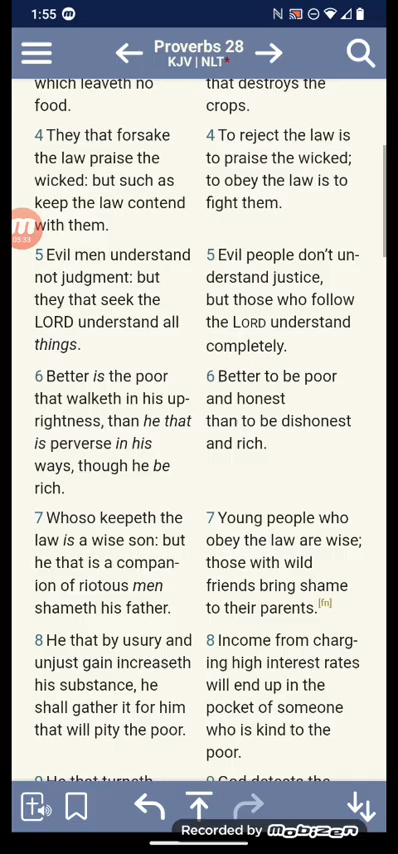 1:55
Proverbs 28
KJV | NLT*
which leaveth no
food.
4 They that forsake
the law praise the
wicked: but such as
keep the law contend
with them.
5 Evil men understand
not judgment: but
they that seek the
LORD understand all
things.
6 Better is the poor
that walketh in his up-
rightness, than he that
is perverse in his
ways, though he be
rich.
7 Whoso keepeth the
law is a wise son: but
he that is a compan-
ion of riotous men
shameth his father.
8 He that by usury and
unjust gain increaseth
his substance, he
shall gather it for him
that will pity the poor.
9 He that turneth
that destroys the
crops.
4 To reject the law is
to praise the wicked;
to obey the law is to
fight them.
5 Evil people don’t un-
derstand justice,
but those who follow
the LORD understand
completely.
6 Better to be poor
and honest
than to be dishonest
and rich.
7 Young people who
obey the law are wise;
those with wild
friends bring shame
to their parents.[fn]
8 Income from charg-
ing high interest rates
will end up in the
pocket of someone
who is kind to the
poor.
9 God detests the
05:33
Recorded by mobizen